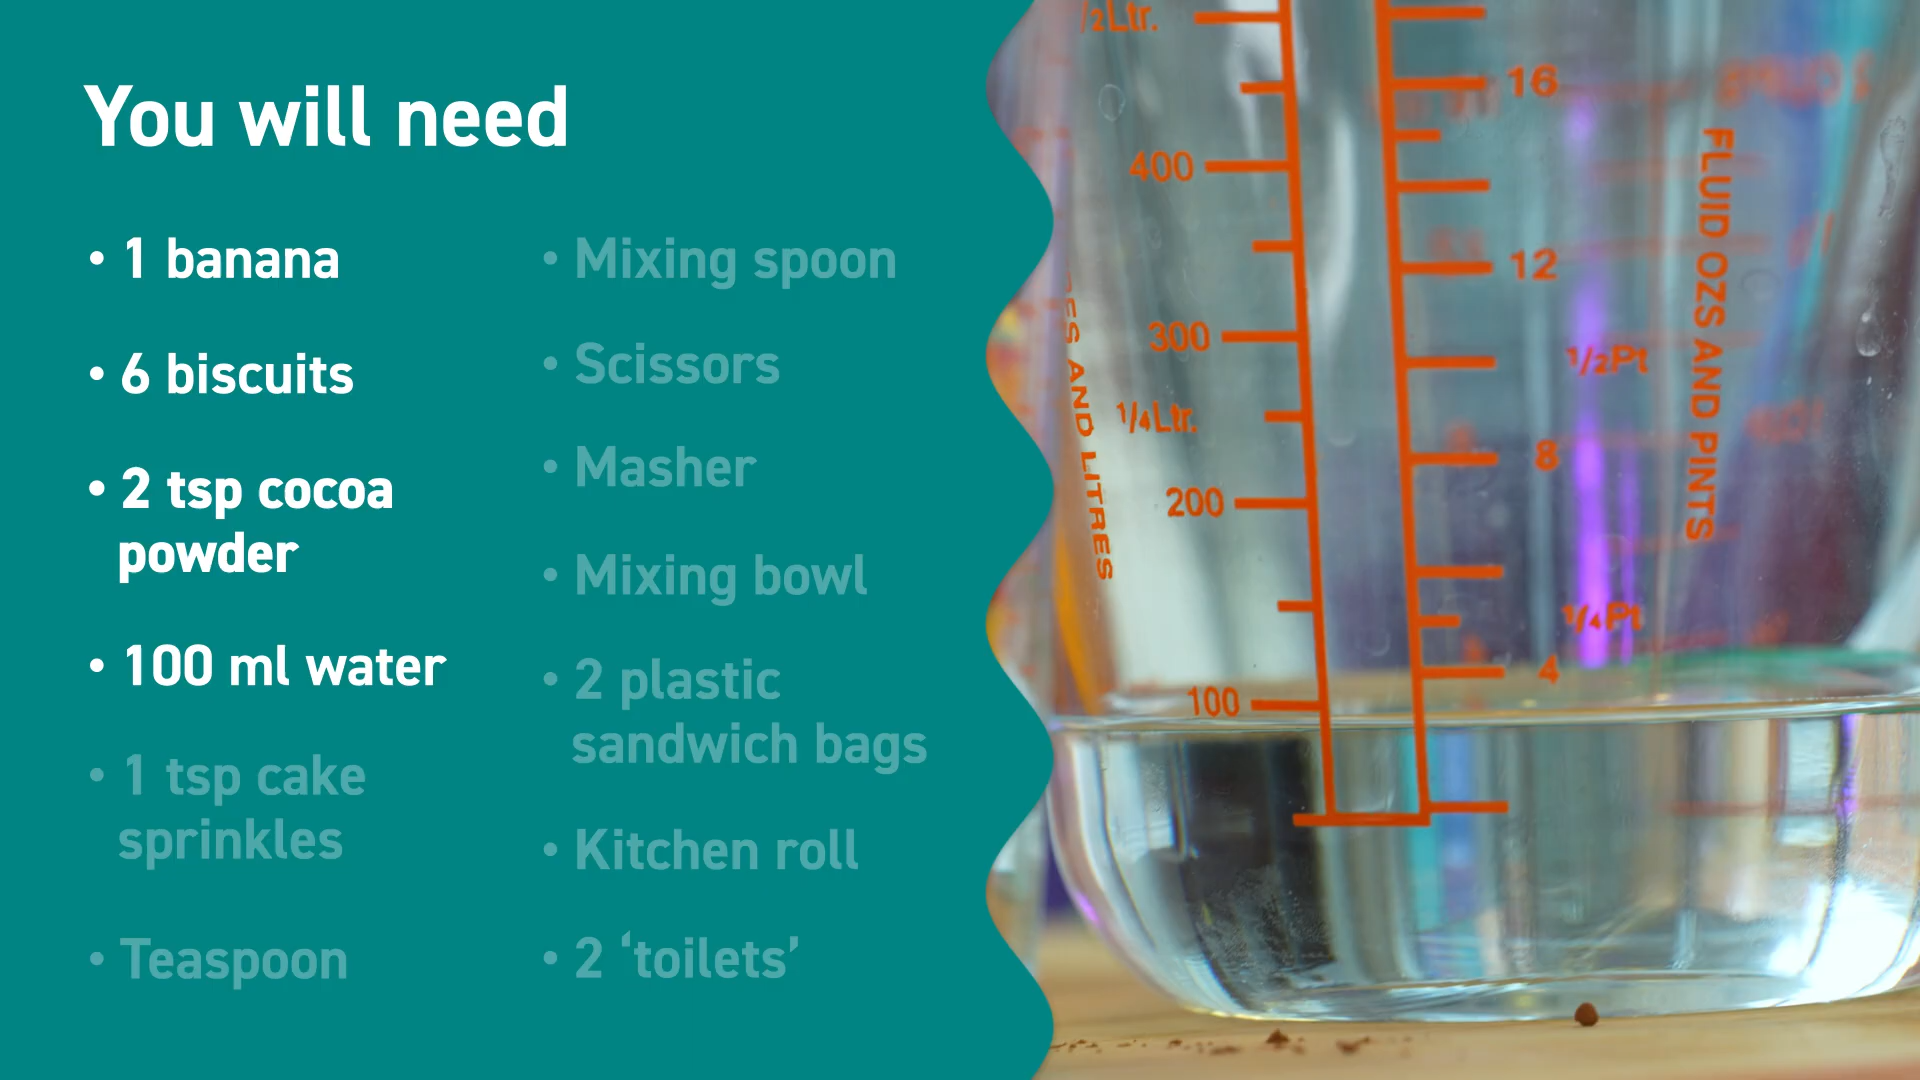 You will need
• 1 banana
• 6 biscuits
• 2 tsp cocoa
powder
• 100 ml water
• 1 tsp cake
sprinkles
• Teaspoon
• Mixing spoon
• Scissors
• Masher
• Mixing bowl
• 2 plastic
sandwich bags
• Kitchen roll
• 2 ‘toilets’
/2Ltr.
400
300
1/4Ltr.
200
100
AND LITRES
16
12
1/2Pt
8
1/4Pt
4
FLUID OZS AND PINTS